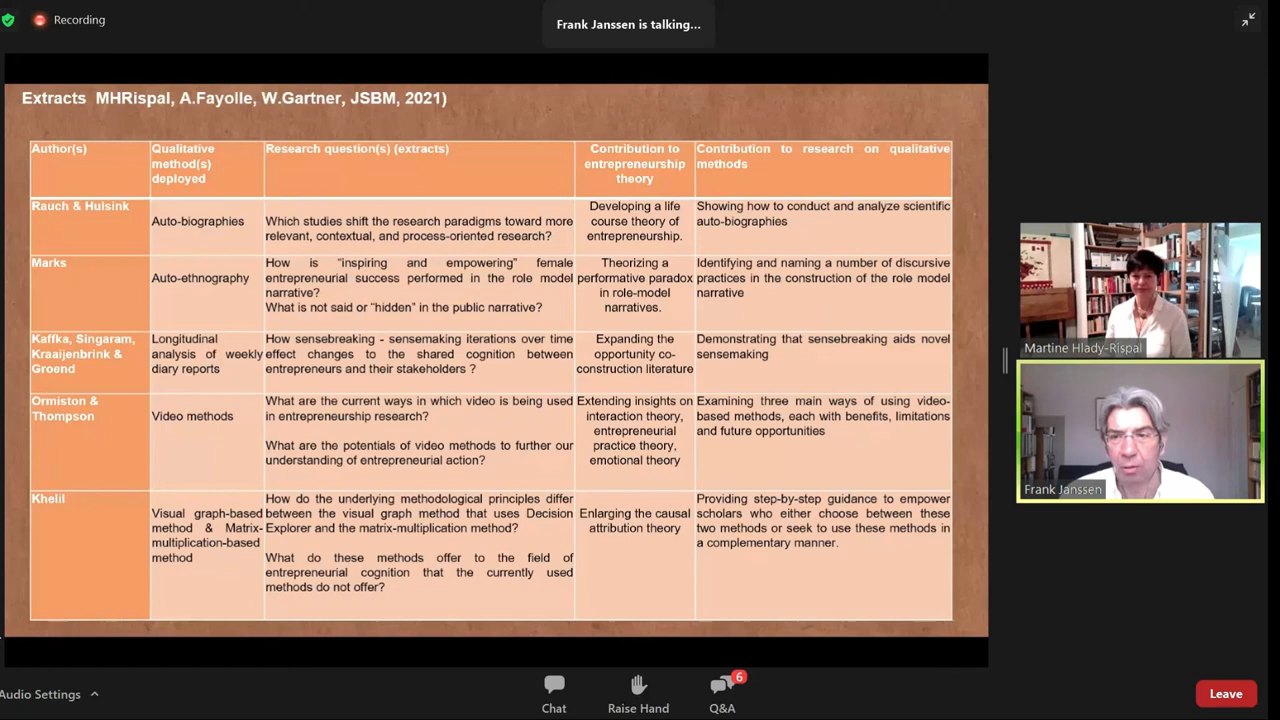 Recording
Frank Janssen is talking...
Extracts MHRispal, A.Fayolle, W.Gartner, JSBM, 2021)
Author(s)
Qualitative
method(s)
deployed
Research question(s) (extracts)
Contribution to
entrepreneurship
theory
Contribution to research on qualitative
methods
Rauch & Hulsink
Auto-biographies
Which studies shift the research paradigms toward more
relevant, contextual, and process-oriented research?
Developing a life
course theory of
entrepreneurship.
Showing how to conduct and analyze scientific
auto-biographies
Marks
Auto-ethnography
How is “inspiring and empowering” female
entrepreneurial success performed in the role model
narrative?
What is not said or “hidden” in the public narrative?
Theorizing a
performative paradox
in role-model
narratives.
Identifying and naming a number of discursive
practices in the construction of the role model
narrative
Kaffka, Singaram,
Kraaijenbrink &
Groend
Longitudinal
analysis of weekly
diary reports
How sensebreaking - sensemaking iterations over time
effect changes to the shared cognition between
entrepreneurs and their stakeholders ?
Expanding the
opportunity co-
construction literature
Demonstrating that sensebreaking aids novel
sensemaking
Ormiston &
Thompson
Video methods
What are the current ways in which video is being used
in entrepreneurship research?
What are the potentials of video methods to further our
understanding of entrepreneurial action?
Extending insights on
interaction theory,
entrepreneurial
practice theory,
emotional theory
Examining three main ways of using video-
based methods, each with benefits, limitations
and future opportunities
Khelil
Visual graph-based
method & Matrix-
multiplication-based
method
How do the underlying methodological principles differ
between the visual graph method that uses Decision
Explorer and the matrix-multiplication method?
What do these methods offer to the field of
entrepreneurial cognition that the currently used
methods do not offer?
Enlarging the causal
attribution theory
Providing step-by-step guidance to empower
scholars who either choose between these
two methods or seek to use these methods in
a complementary manner.
Martine Hlady-Rispal
Frank Janssen
Audio Settings
Chat
Raise Hand
6
Q&A
Leave